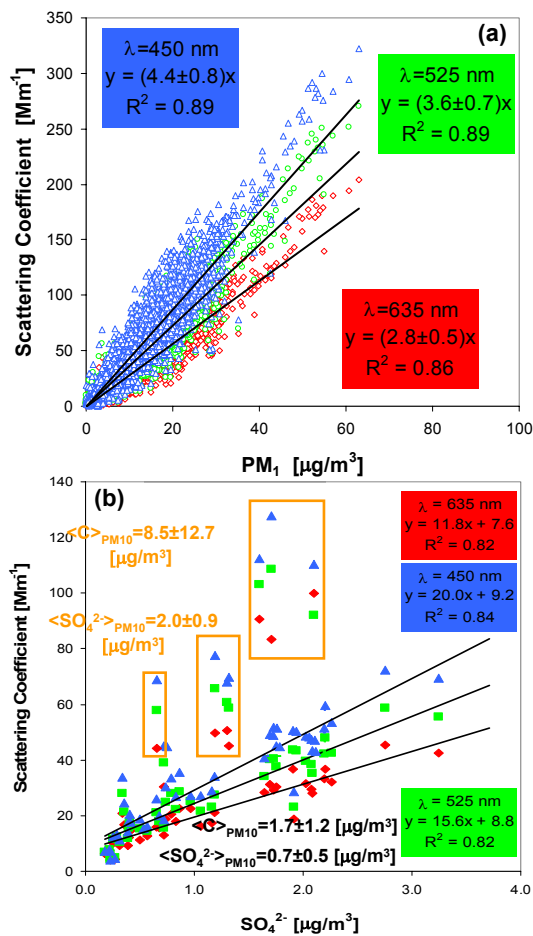 (a)
λ=450 nm
y = (4.4±0.8)x
R² = 0.89
λ=525 nm
y = (3.6±0.7)x
R² = 0.89
λ=635 nm
y = (2.8±0.5)x
R² = 0.86
Scattering Coefficient [Mm⁻¹]
350
300
250
200
150
100
50
0
0
20
40
60
80
100
PM₁ [µg/m³]
(b)
<C>PM10=8.5±12.7
[µg/m³]
<SO₄²⁻>PM10=2.0±0.9
[µg/m³]
λ = 635 nm
y = 11.8x + 7.6
R² = 0.82
λ = 450 nm
y = 20.0x + 9.2
R² = 0.84
λ = 525 nm
y = 15.6x + 8.8
R² = 0.82
<C>PM10=1.7±1.2 [µg/m³]
<SO₄²⁻>PM10=0.7±0.5 [µg/m³]
Scattering Coefficient [Mm⁻¹]
140
120
100
80
60
40
20
0
0.0
1.0
2.0
3.0
4.0
SO₄²⁻ [µg/m³]